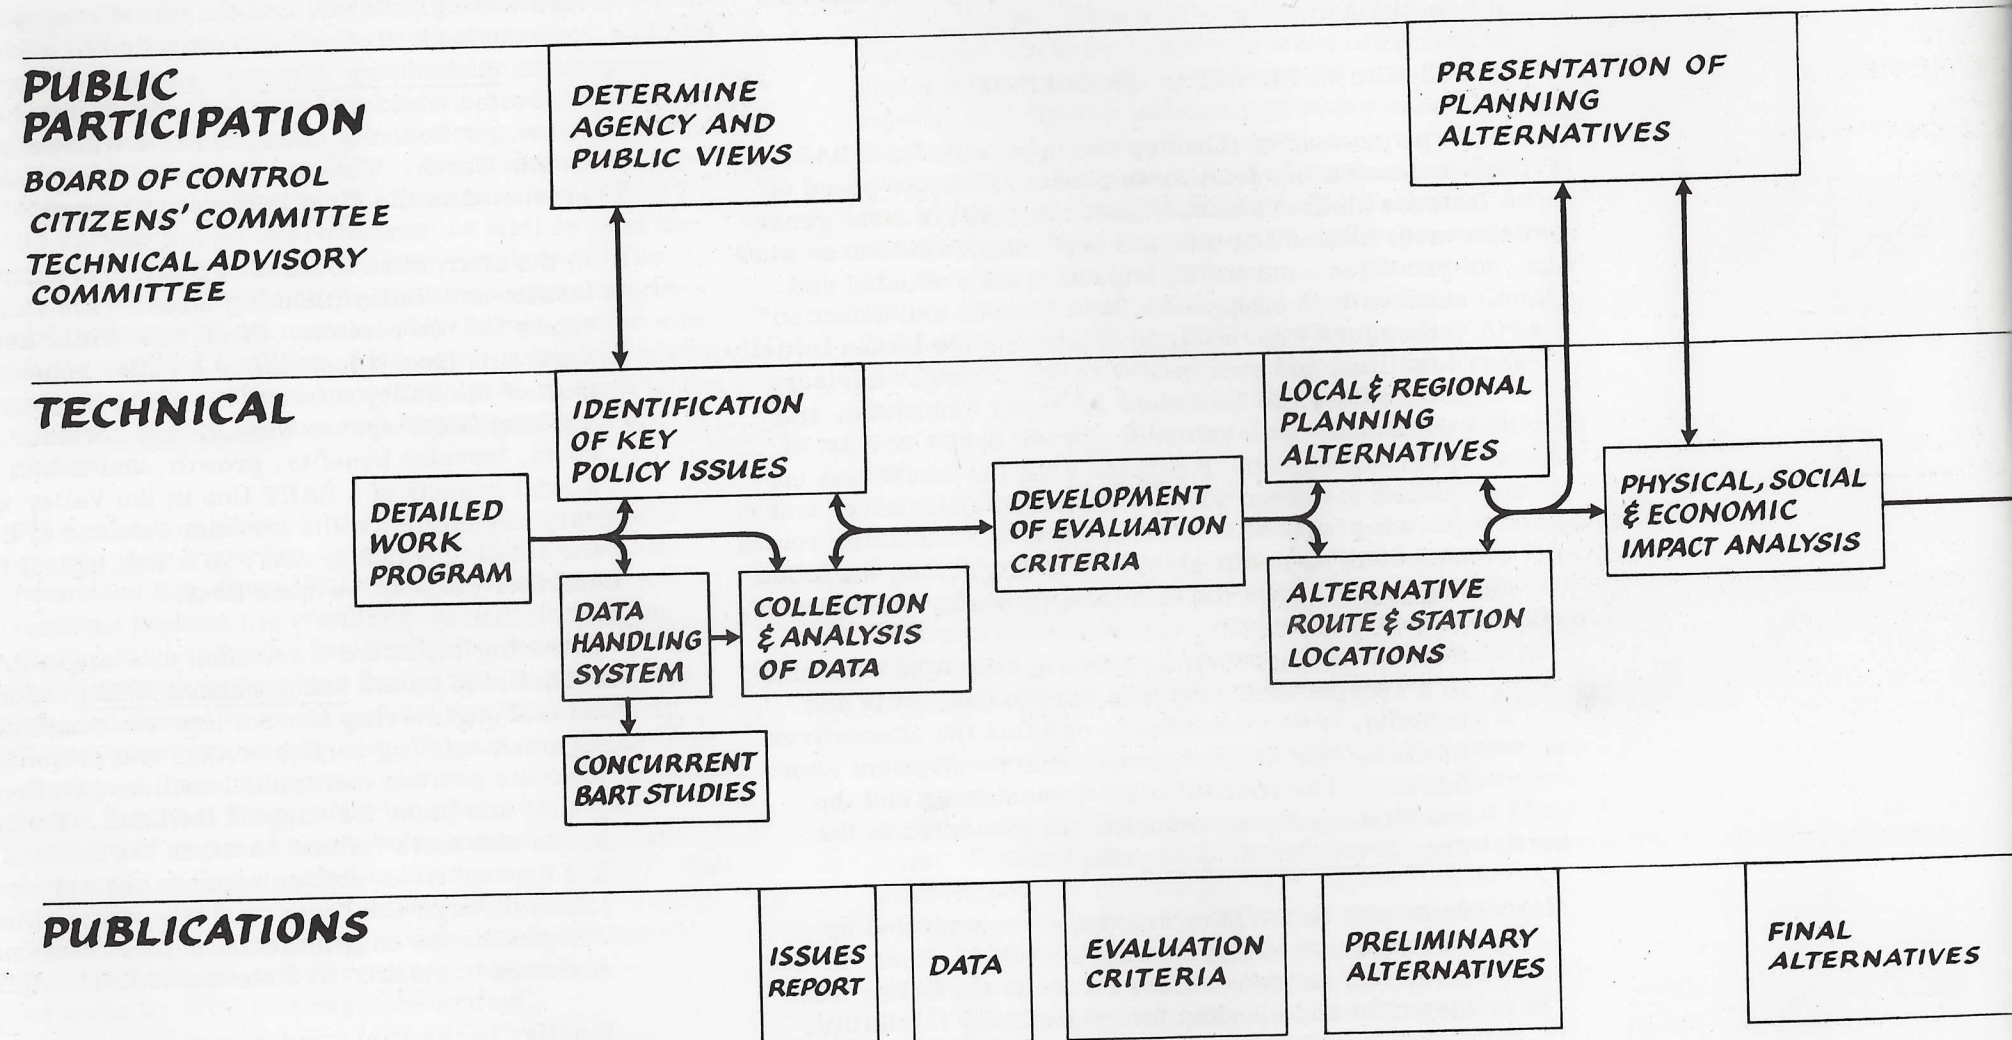 PUBLIC
PARTICIPATION
BOARD OF CONTROL
CITIZENS' COMMITTEE
TECHNICAL ADVISORY
COMMITTEE
DETERMINE
AGENCY AND
PUBLIC VIEWS
PRESENTATION OF
PLANNING
ALTERNATIVES
TECHNICAL
DETAILED
WORK
PROGRAM
IDENTIFICATION
OF KEY
POLICY ISSUES
DATA
HANDLING
SYSTEM
COLLECTION
& ANALYSIS
OF DATA
CONCURRENT
BART STUDIES
DEVELOPMENT
OF EVALUATION
CRITERIA
LOCAL & REGIONAL
PLANNING
ALTERNATIVES
ALTERNATIVE
ROUTE & STATION
LOCATIONS
PHYSICAL, SOCIAL
& ECONOMIC
IMPACT ANALYSIS
PUBLICATIONS
ISSUES
REPORT
DATA
EVALUATION
CRITERIA
PRELIMINARY
ALTERNATIVES
FINAL
ALTERNATIVES